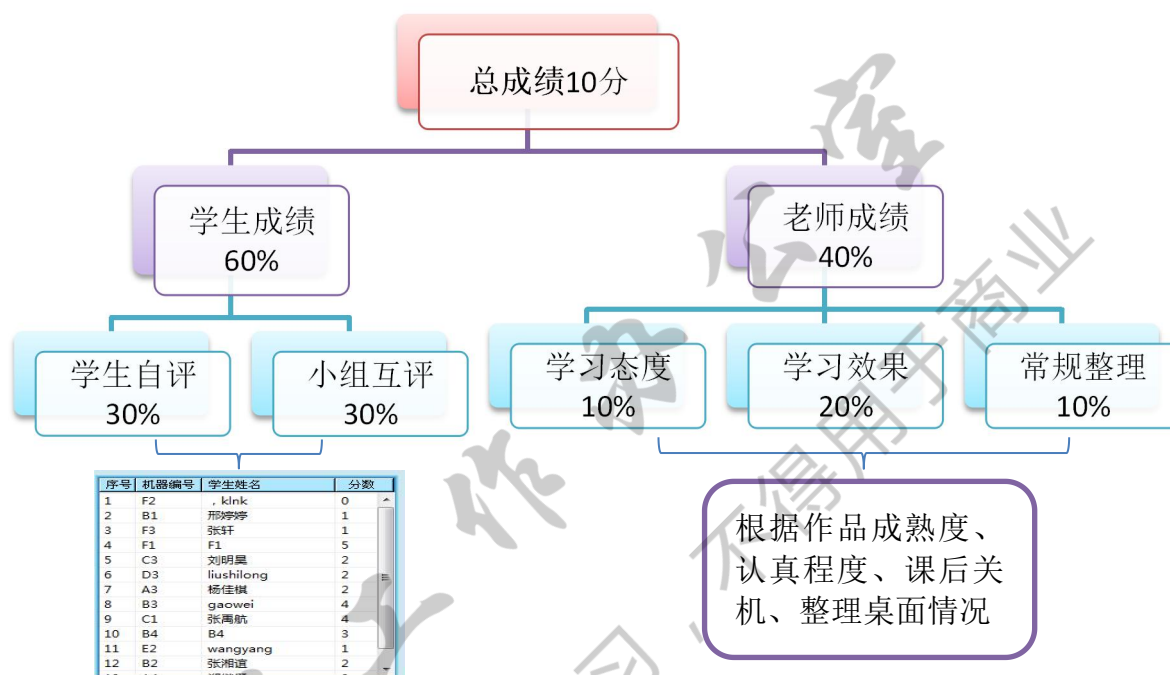 总成绩10分
学生成绩
60%
老师成绩
40%
学生自评
30%
小组互评
30%
学习态度
10%
学习效果
20%
常规整理
10%
序号 机器编号 学生姓名 分数
1 F2 , klnk 0
2 B1 邢婷婷 1
3 F3 张轩 1
4 F1 F1 5
5 C3 刘明昊 2
6 D3 liushilong 2
7 A3 杨佳棋 2
8 B3 gaowei 4
9 C1 张禹航 4
10 B4 B4 3
11 E2 wangyang 1
12 B2 张湘谊 2
根据作品成熟度、
认真程度、课后关
机、整理桌面情况
不得用于商业